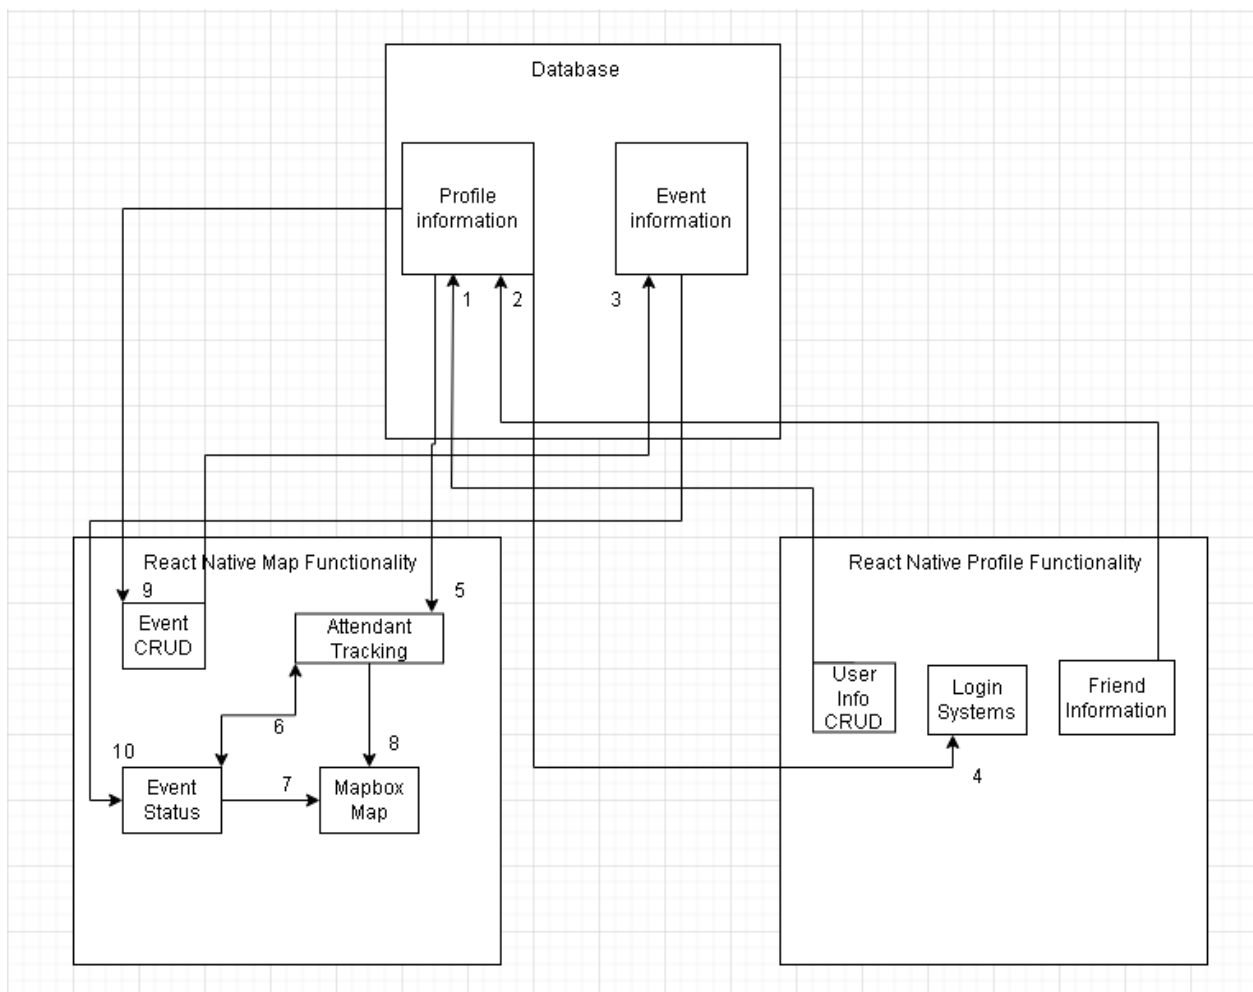 Database
Profile
information
Event
information
1
2
3
React Native Map Functionality
9
Event
CRUD
5
Attendant
Tracking
6
10
Event
Status
7
8
Mapbox
Map
React Native Profile Functionality
User
Info
CRUD
Login
Systems
Friend
Information
4